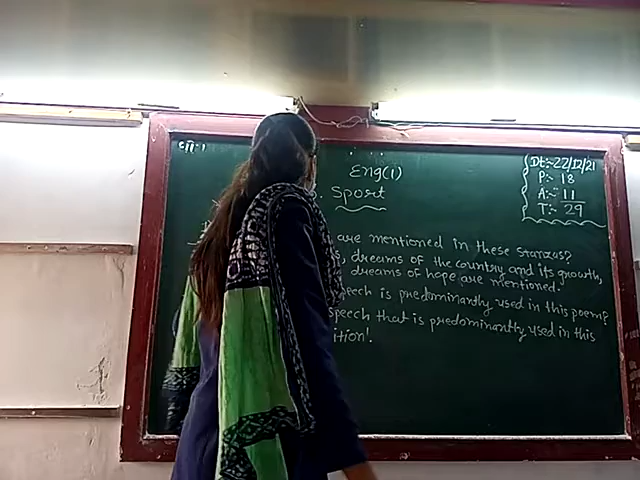 Eng(1)
Dt:-22/12/21
P:- 18
A:- 11
T:- 29
Sport
are mentioned in these stanzas?
dreams of the country and its growth,
dreams of hope are mentioned.
speech is predominantly used in this poem?
speech that is predominantly used in this